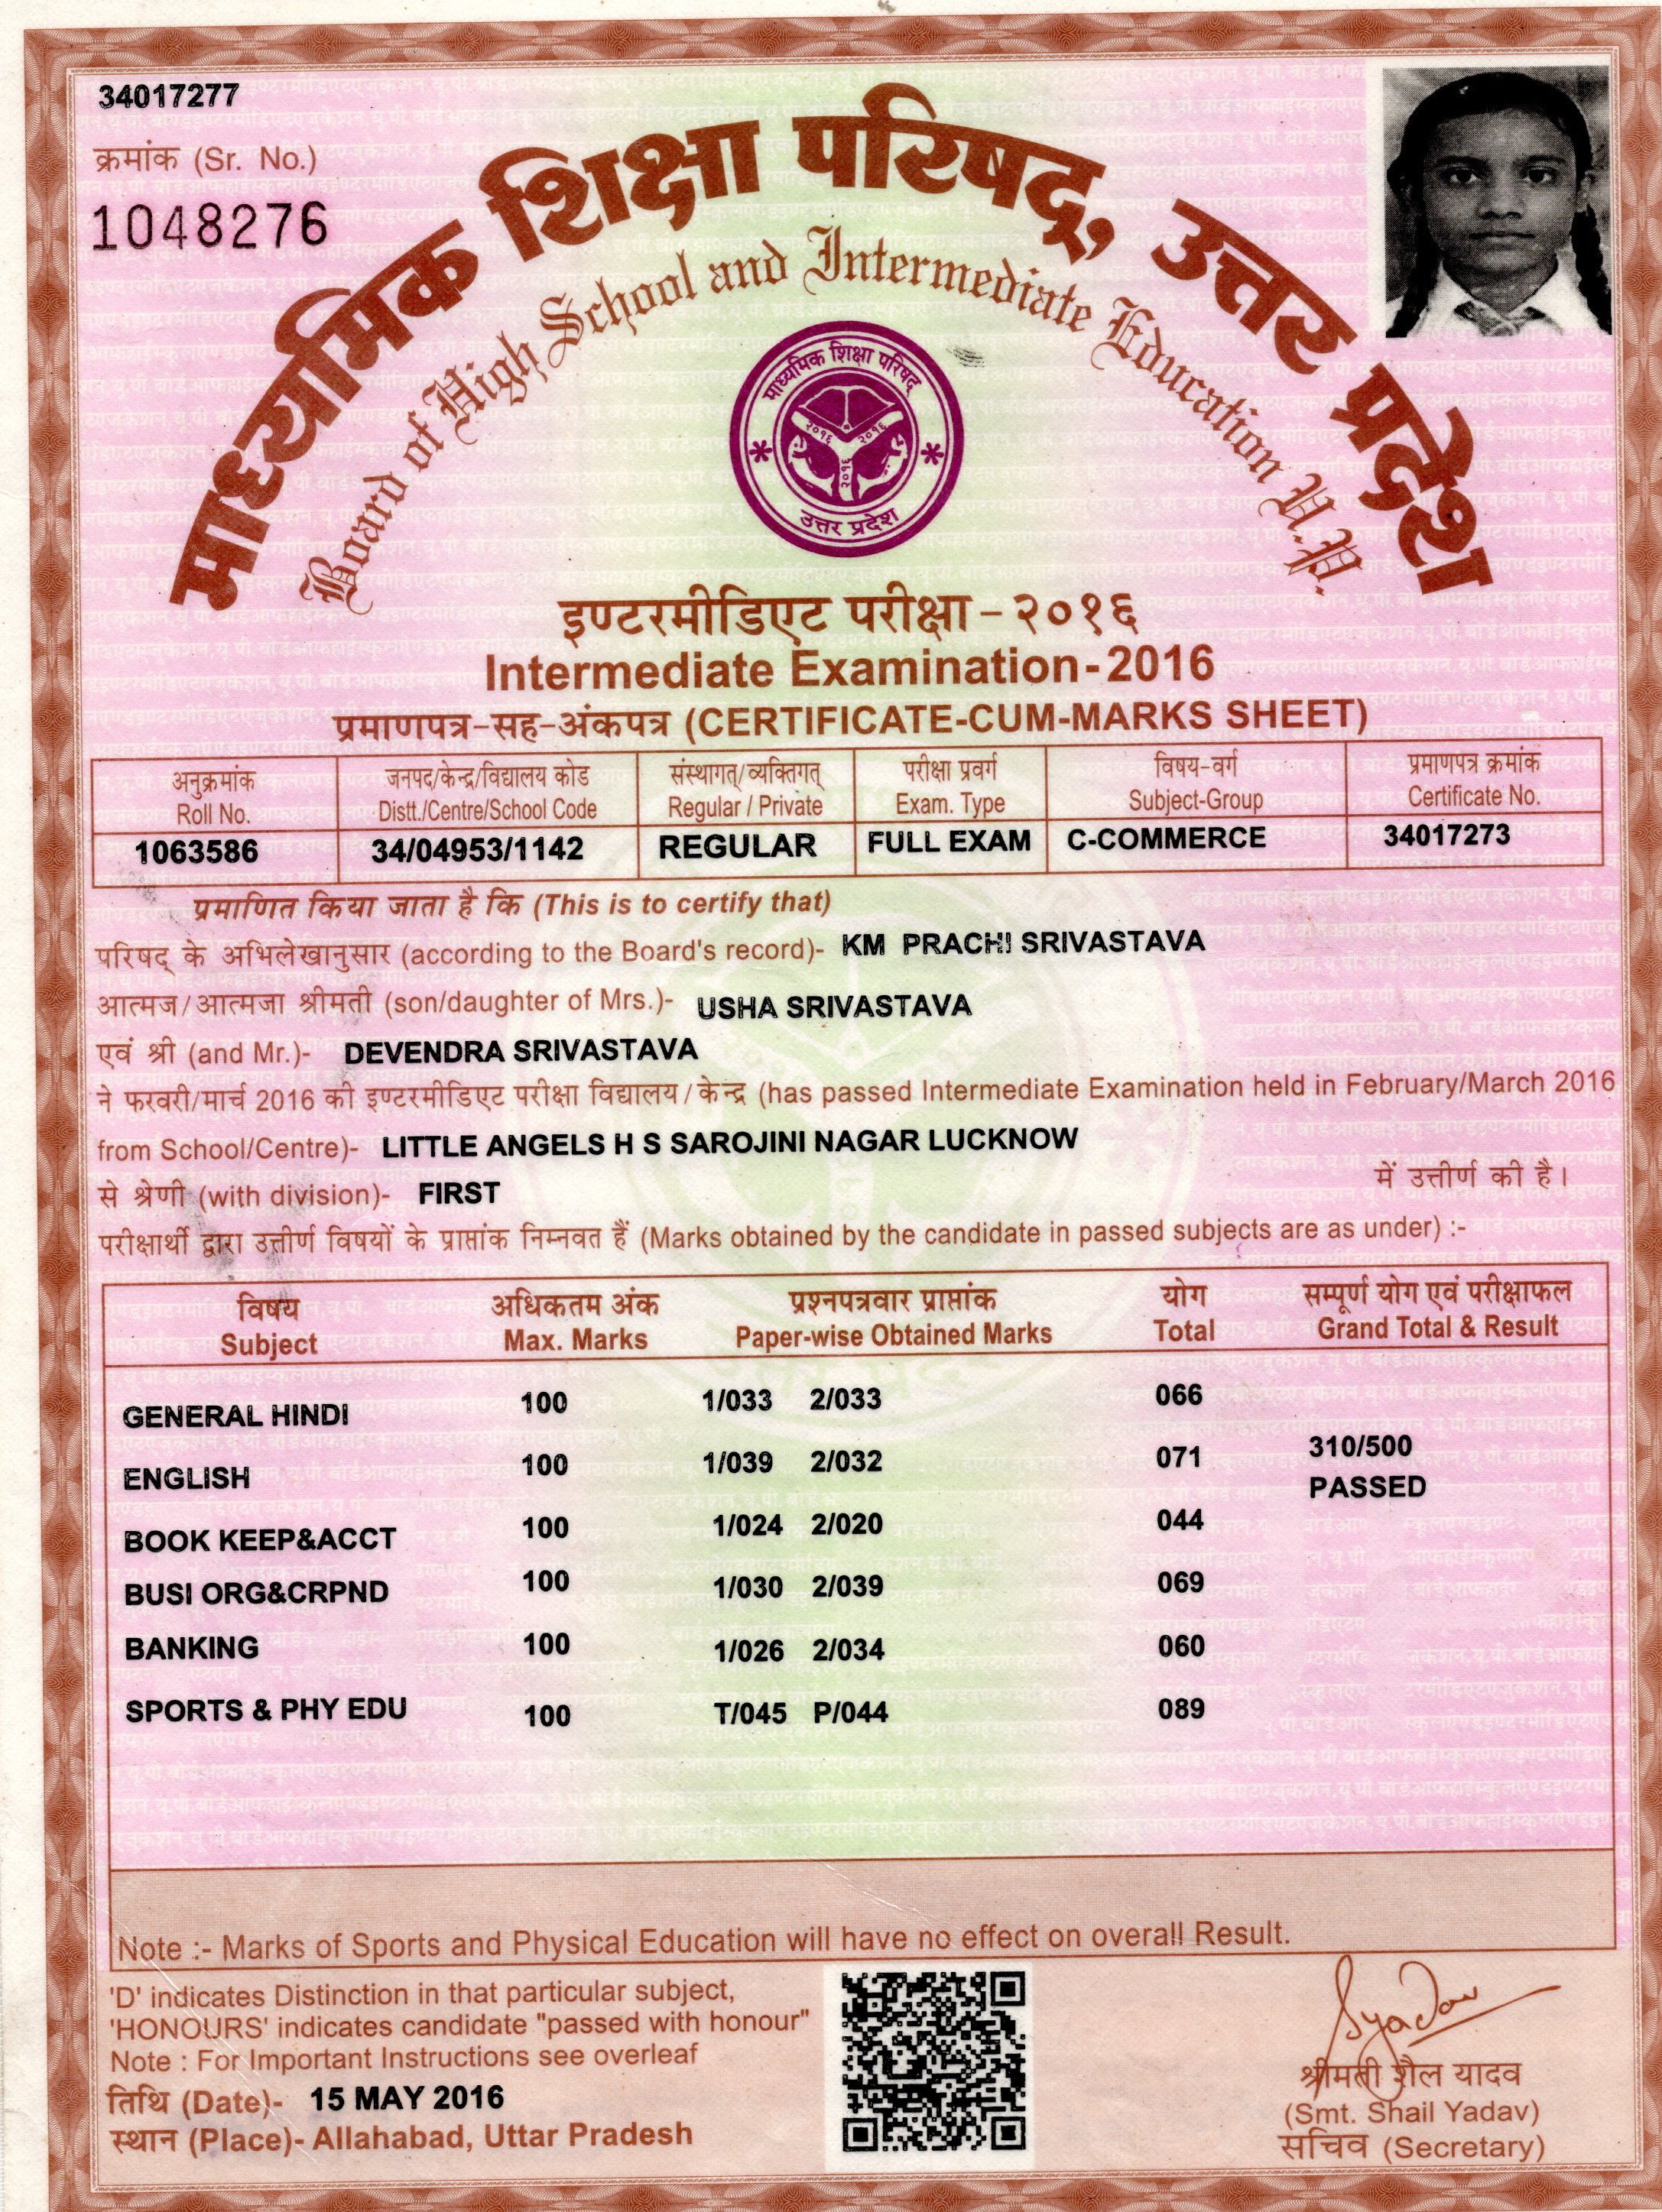 34017277
क्रमांक (Sr. No.)
1048276
माध्यमिक शिक्षा परिषद्, उत्तर प्रदेश
Board of High School and Intermediate Education U.P.
माध्यमिक शिक्षा परिषद्
२०१६ २०१६
२०१६
उत्तर प्रदेश
इण्टरमीडिएट परीक्षा - २०१६
Intermediate Examination - 2016
प्रमाणपत्र-सह-अंकपत्र (CERTIFICATE-CUM-MARKS SHEET)
अनुक्रमांक जनपद/केन्द्र/विद्यालय कोड संस्थागत्/व्यक्तिगत् परीक्षा प्रवर्ग विषय-वर्ग प्रमाणपत्र क्रमांक
Roll No. Distt./Centre/School Code Regular / Private Exam. Type Subject-Group Certificate No.
1063586 34/04953/1142 REGULAR FULL EXAM C-COMMERCE 34017273
प्रमाणित किया जाता है कि (This is to certify that)
परिषद् के अभिलेखानुसार (according to the Board's record)- KM PRACHI SRIVASTAVA
आत्मज/आत्मजा श्रीमती (son/daughter of Mrs.)- USHA SRIVASTAVA
एवं श्री (and Mr.)- DEVENDRA SRIVASTAVA
ने फरवरी/मार्च 2016 की इण्टरमीडिएट परीक्षा विद्यालय/केन्द्र (has passed Intermediate Examination held in February/March 2016
from School/Centre)- LITTLE ANGELS H S SAROJINI NAGAR LUCKNOW
में उत्तीर्ण की है।
से श्रेणी (with division)- FIRST
परीक्षार्थी द्वारा उत्तीर्ण विषयों के प्राप्तांक निम्नवत हैं (Marks obtained by the candidate in passed subjects are as under) :-
विषय अधिकतम अंक प्रश्नपत्रवार प्राप्तांक योग सम्पूर्ण योग एवं परीक्षाफल
Subject Max. Marks Paper-wise Obtained Marks Total Grand Total & Result
GENERAL HINDI 100 1/033 2/033 066
ENGLISH 100 1/039 2/032 071 310/500
PASSED
BOOK KEEP&ACCT 100 1/024 2/020 044
BUSI ORG&CRPND 100 1/030 2/039 069
BANKING 100 1/026 2/034 060
SPORTS & PHY EDU 100 T/045 P/044 089
Note :- Marks of Sports and Physical Education will have no effect on overall Result.
'D' indicates Distinction in that particular subject,
'HONOURS' indicates candidate "passed with honour"
Note : For Important Instructions see overleaf
तिथि (Date)- 15 MAY 2016
स्थान (Place)- Allahabad, Uttar Pradesh
Syadav
श्रीमती शैल यादव
(Smt. Shail Yadav)
सचिव (Secretary)